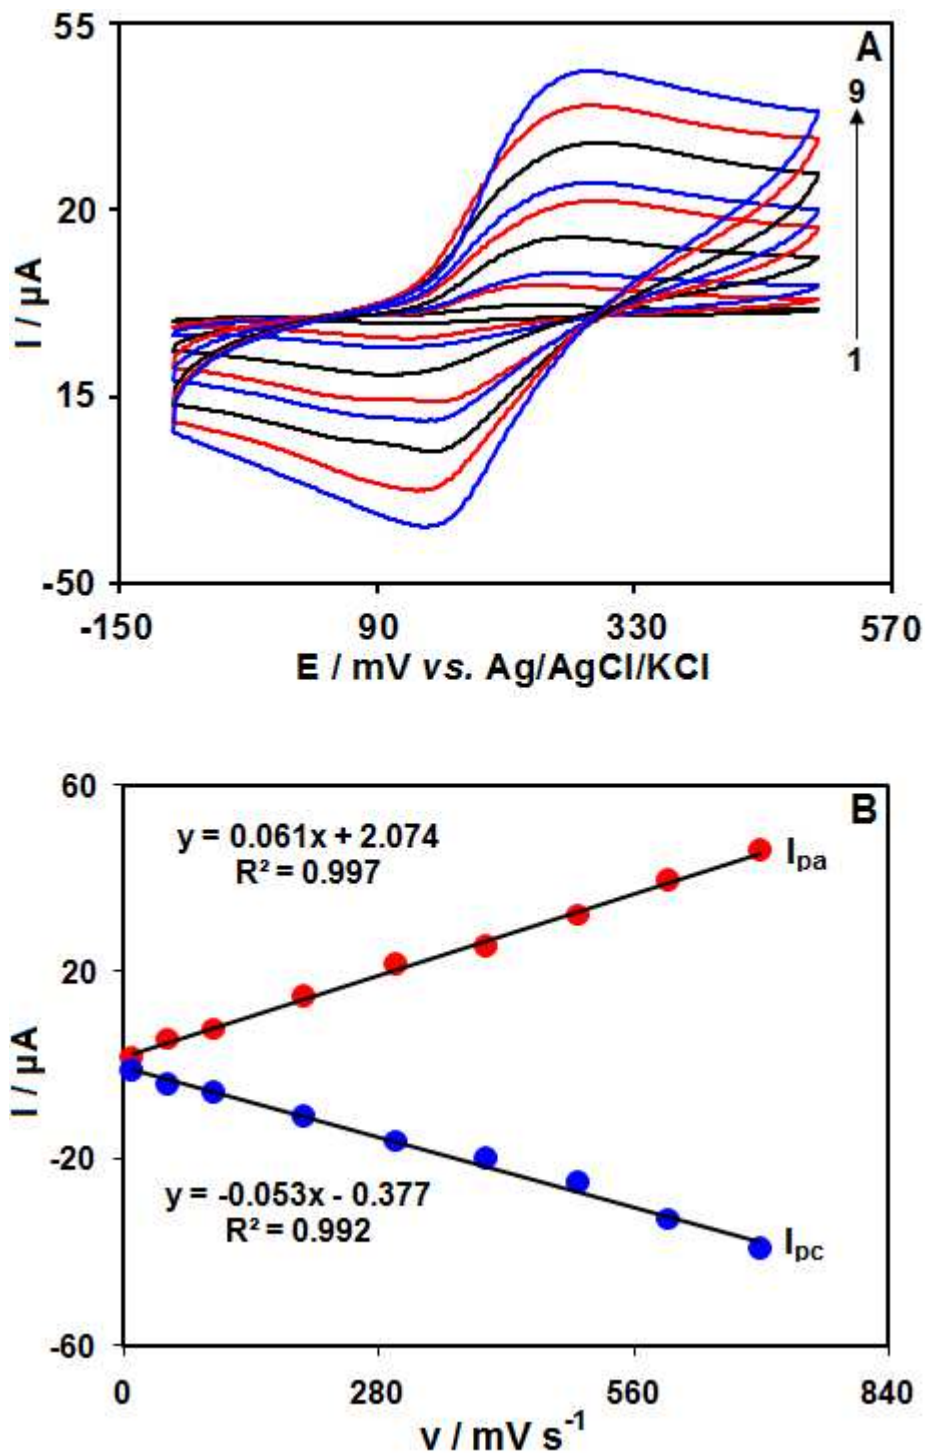 55
A
9
20
I / µA
15
1
-50
-150 90 330 570
E / mV vs. Ag/AgCl/KCl
60
B
y = 0.061x + 2.074
R² = 0.997
Ipa
20
I / µA
-20
y = -0.053x - 0.377
R² = 0.992
Ipc
-60
0 280 560 840
ν / mV s⁻¹